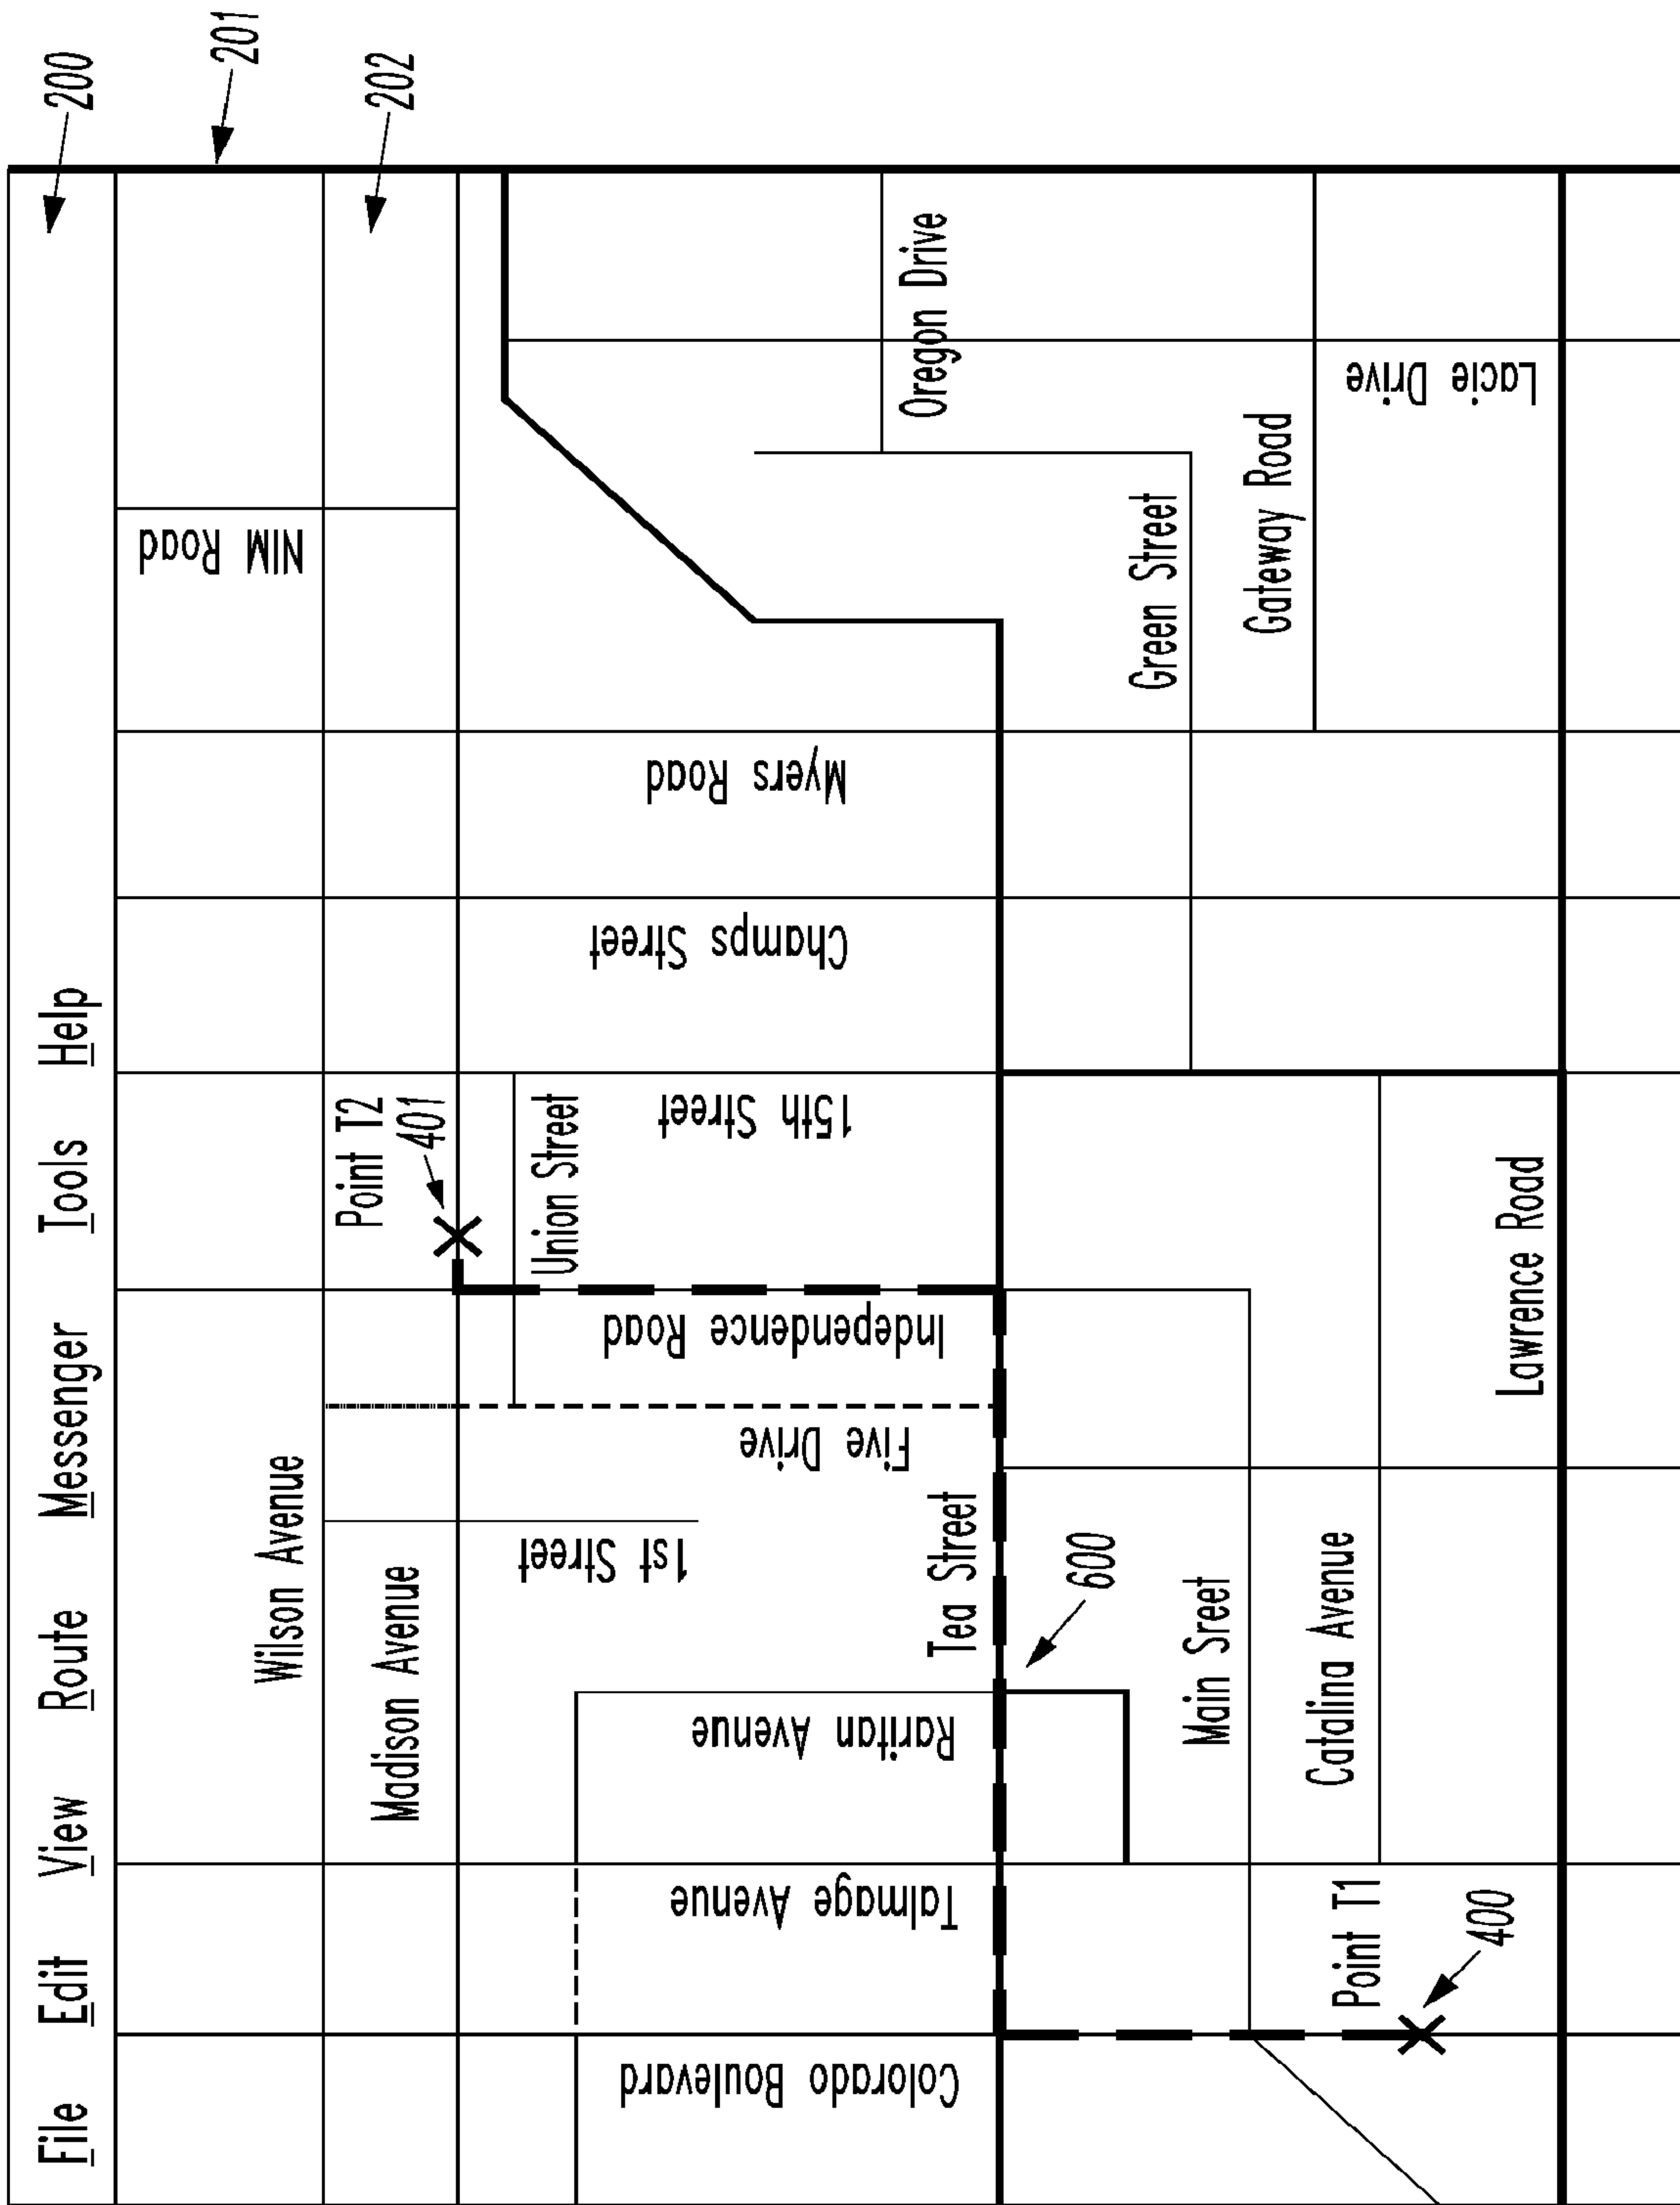 File Edit View Route Messenger Tools Help
200
201
202
Wilson Avenue
NIM Road
Madison Avenue
Point T2
401
Union Street
1st Street
Five Drive
Independence Road
15th Street
Champs Street
Myers Road
Colorado Boulevard
Talmage Avenue
Raritan Avenue
Tea Street
Oregon Drive
600
Green Street
Main Sreet
Gateway Road
Catalina Avenue
Point T1
Lacie Drive
400
Lawrence Road